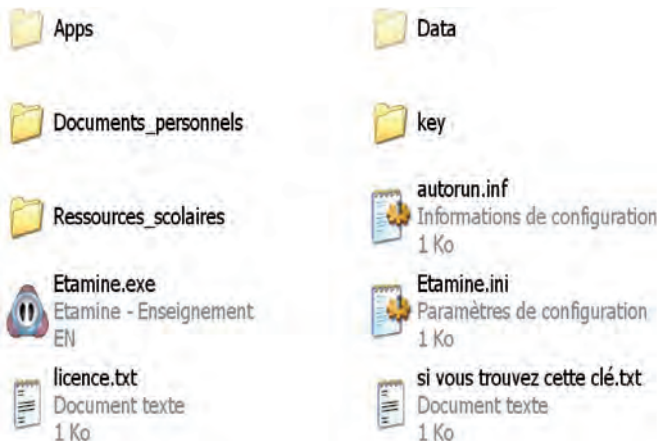 Apps
Data
Documents_personnels
key
Ressources_scolaires
autorun.inf
Informations de configuration
1 Ko
Etamine.exe
Etamine - Enseignement
EN
Etamine.ini
Paramètres de configuration
1 Ko
licence.txt
Document texte
1 Ko
si vous trouvez cette clé.txt
Document texte
1 Ko